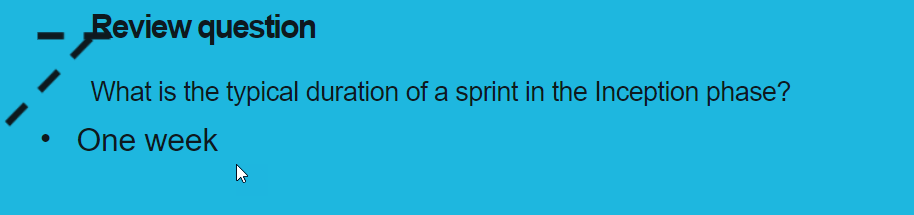 Review question
What is the typical duration of a sprint in the Inception phase?
• One week